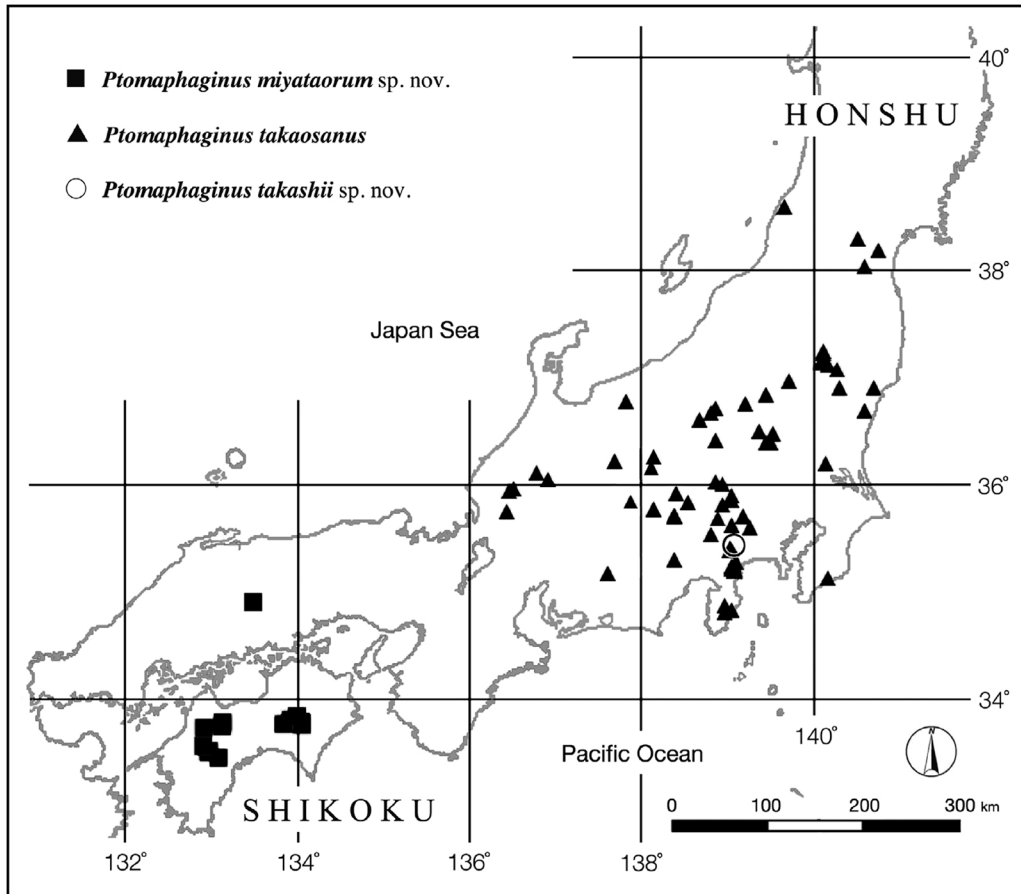 Ptomaphaginus miyataorum sp. nov.
Ptomaphaginus takaosanus
Ptomaphaginus takashii sp. nov.
40°
HONSHU
38°
Japan Sea
36°
34°
140°
N
Pacific Ocean
SHIKOKU
0 100 200 300 km
132° 134° 136° 138°